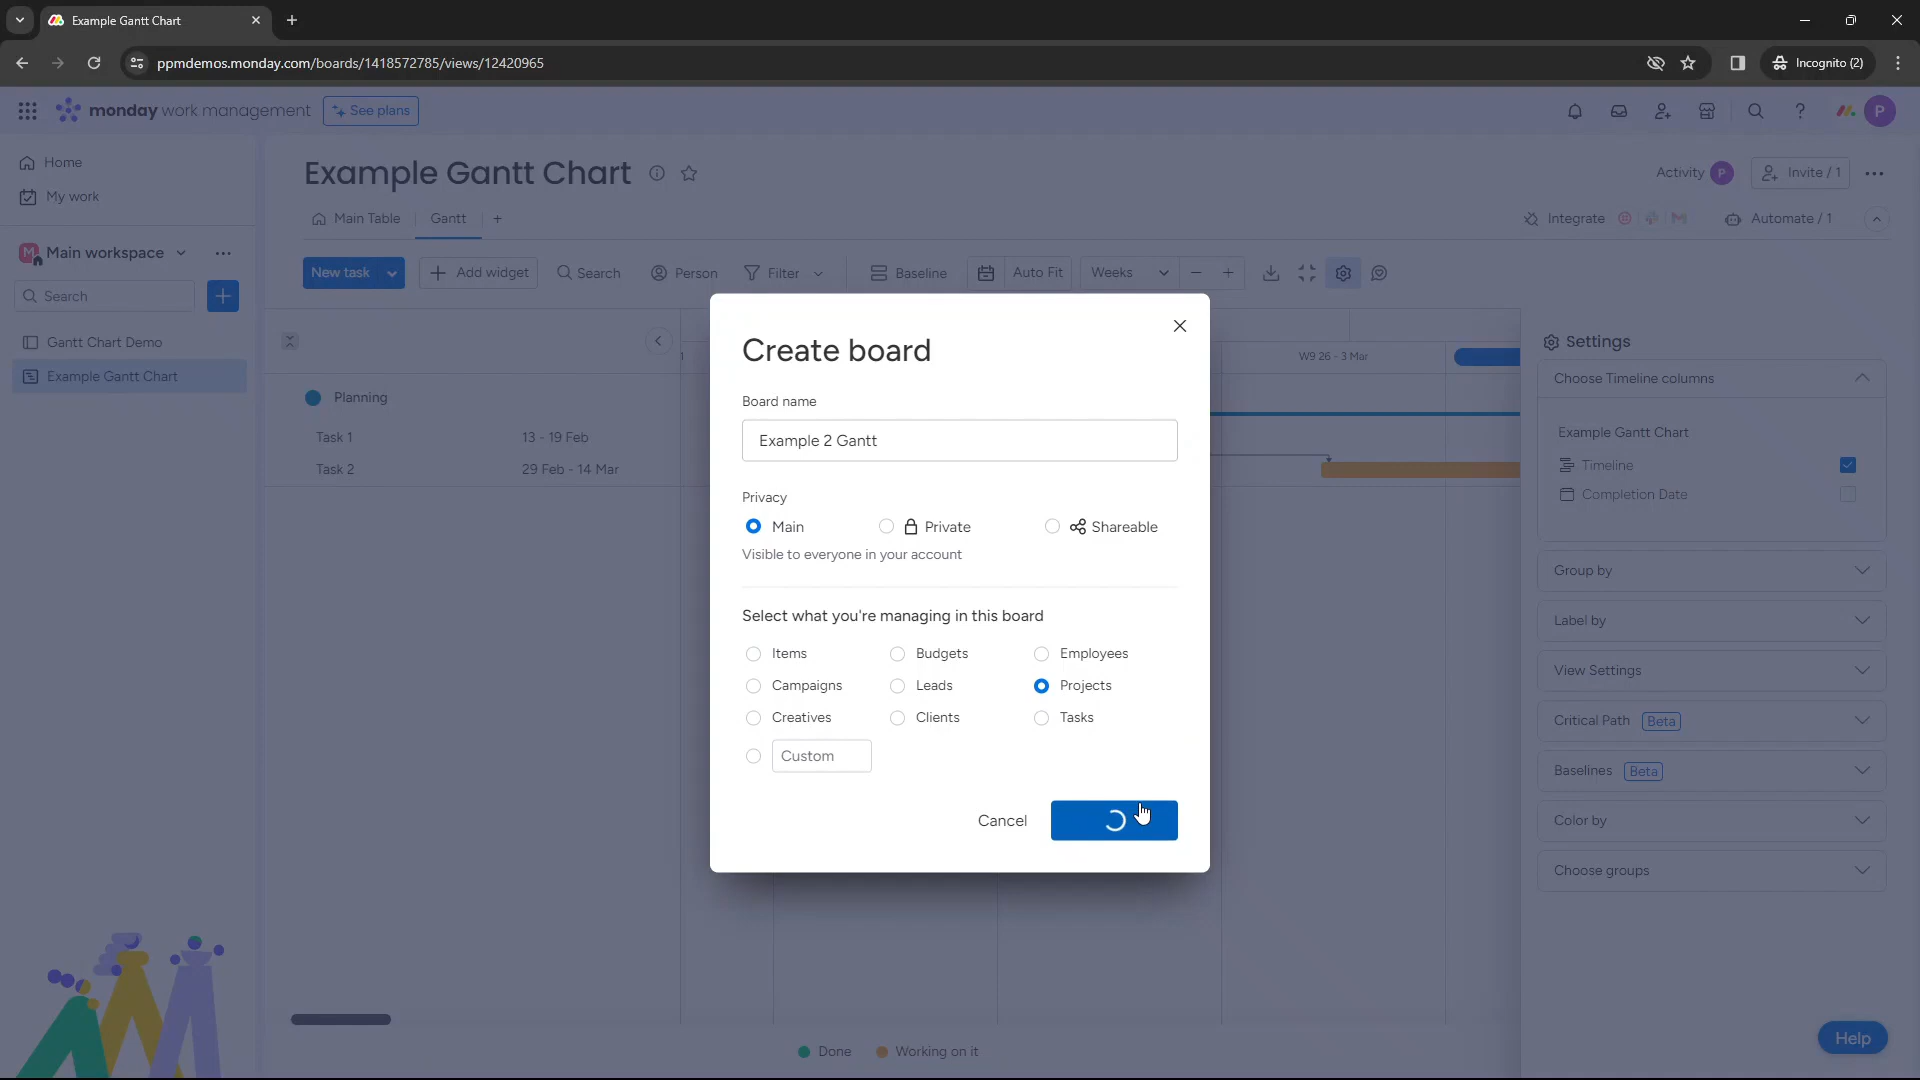 Example Gantt Chart
ppmdemos.monday.com/boards/1418572785/views/12420965
Incognito (2)
monday work management
See plans
P
Home
My work
M Main workspace
Search
Gantt Chart Demo
Example Gantt Chart
Example Gantt Chart
Activity P
Invite / 1
Main Table
Gantt
Integrate
Automate / 1
New task
Add widget
Search
Person
Filter
Baseline
Auto Fit
Weeks
W9 26 - 3 Mar
Planning
Task 1 13 - 19 Feb
Task 2 29 Feb - 14 Mar
Create board
Board name
Example 2 Gantt
Privacy
Main Private Shareable
Visible to everyone in your account
Select what you're managing in this board
Items Budgets Employees
Campaigns Leads Projects
Creatives Clients Tasks
Custom
Cancel
Settings
Choose Timeline columns
Example Gantt Chart
Timeline
Completion Date
Group by
Label by
View Settings
Critical Path Beta
Baselines Beta
Color by
Choose groups
Done Working on it
Help